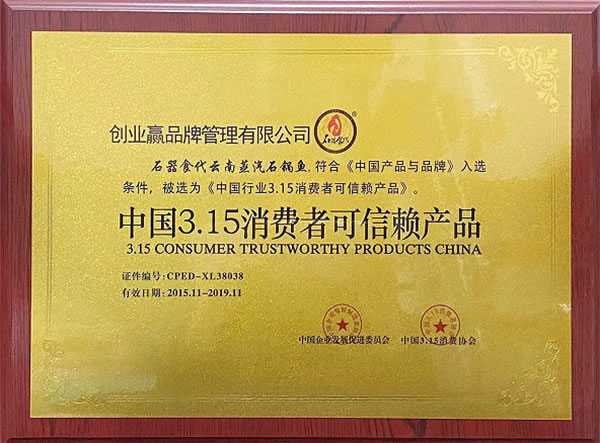 创业赢品牌管理有限公司
石器食代云南蒸汽石锅鱼,符合《中国产品与品牌》入选
条件，被选为《中国行业3.15消费者可信赖产品》。
中国3.15消费者可信赖产品
3.15 CONSUMER TRUSTWORTHY PRODUCTS CHINA
证件编号:CPED-XL38038
有效日期:2015.11-2019.11
中国企业发展促进委员会 中国3.15消费协会